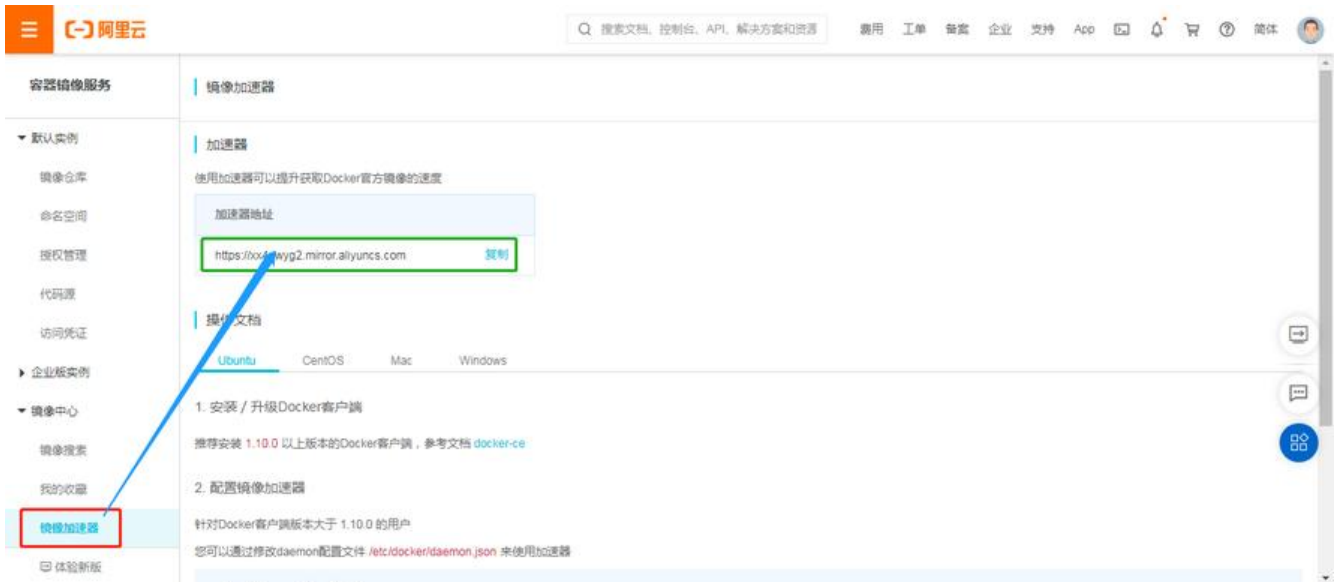 阿里云
搜索文档、控制台、API、解决方案和资源
费用 工单 备案 企业 支持 App 简体
容器镜像服务
默认实例
镜像仓库
命名空间
授权管理
代码源
访问凭证
企业版实例
镜像中心
镜像搜索
我的收藏
镜像加速器
体验新版
镜像加速器
加速器
使用加速器可以提升获取Docker官方镜像的速度
加速器地址
wyg2.mirror.aliyuncs.com 复制
操作文档
Ubuntu CentOS Mac Windows
1. 安装 / 升级Docker客户端
推荐安装 1.10.0 以上版本的Docker客户端，参考文档 docker-ce
2. 配置镜像加速器
针对Docker客户端版本大于 1.10.0 的用户
您可以通过修改daemon配置文件 /etc/docker/daemon.json 来使用加速器